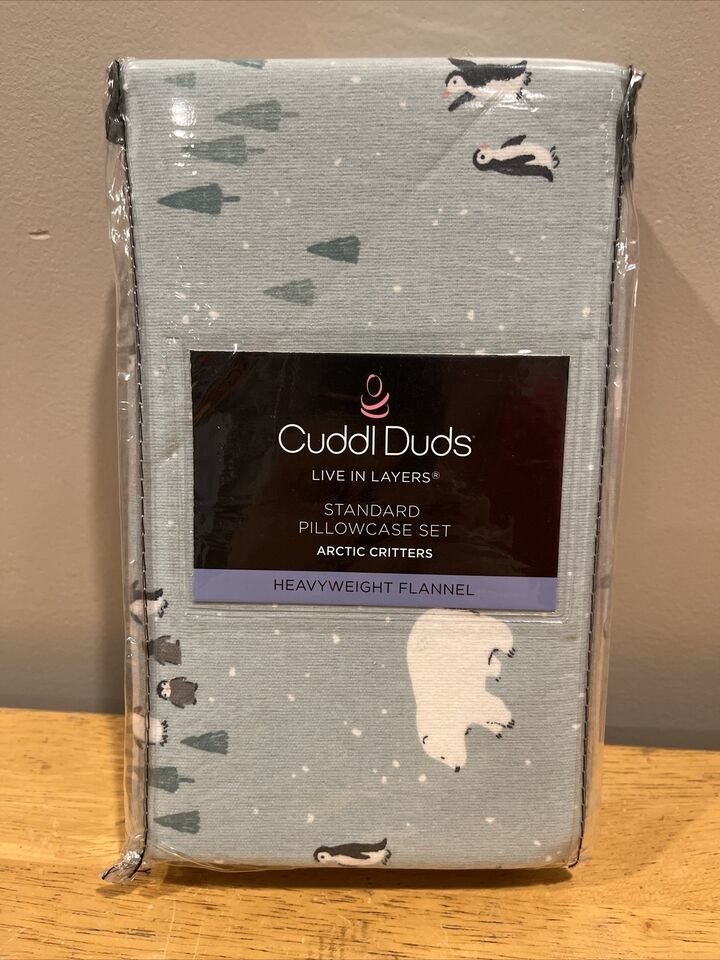 Cuddl Duds
LIVE IN LAYERS®
STANDARD
PILLOWCASE SET
ARCTIC CRITTERS
HEAVYWEIGHT FLANNEL